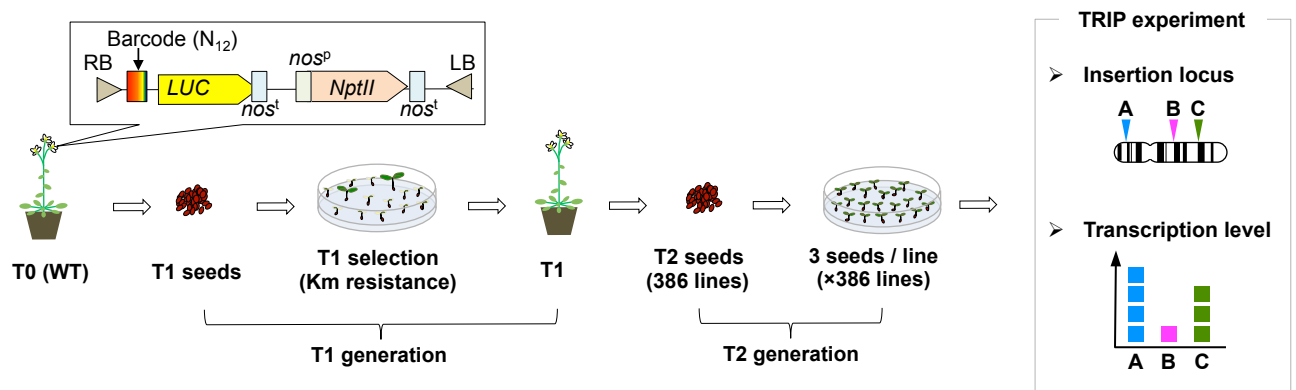 Barcode (N12)
RB
LUC
nost
nosp
NptII
nost
LB
T0 (WT)
T1 seeds
T1 selection
(Km resistance)
T1
T2 seeds
(386 lines)
3 seeds / line
(×386 lines)
T1 generation
T2 generation
TRIP experiment
➢ Insertion locus
A B C
➢ Transcription level
A B C